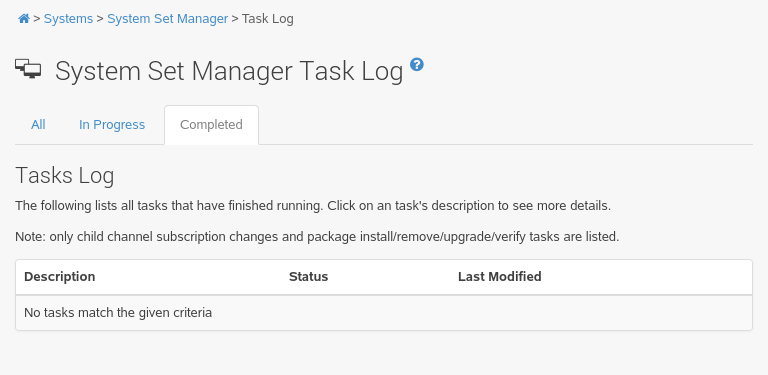 > Systems > System Set Manager > Task Log
System Set Manager Task Log ?
All In Progress Completed
Tasks Log
The following lists all tasks that have finished running. Click on an task's description to see more details.
Note: only child channel subscription changes and package install/remove/upgrade/verify tasks are listed.
Description Status Last Modified
No tasks match the given criteria